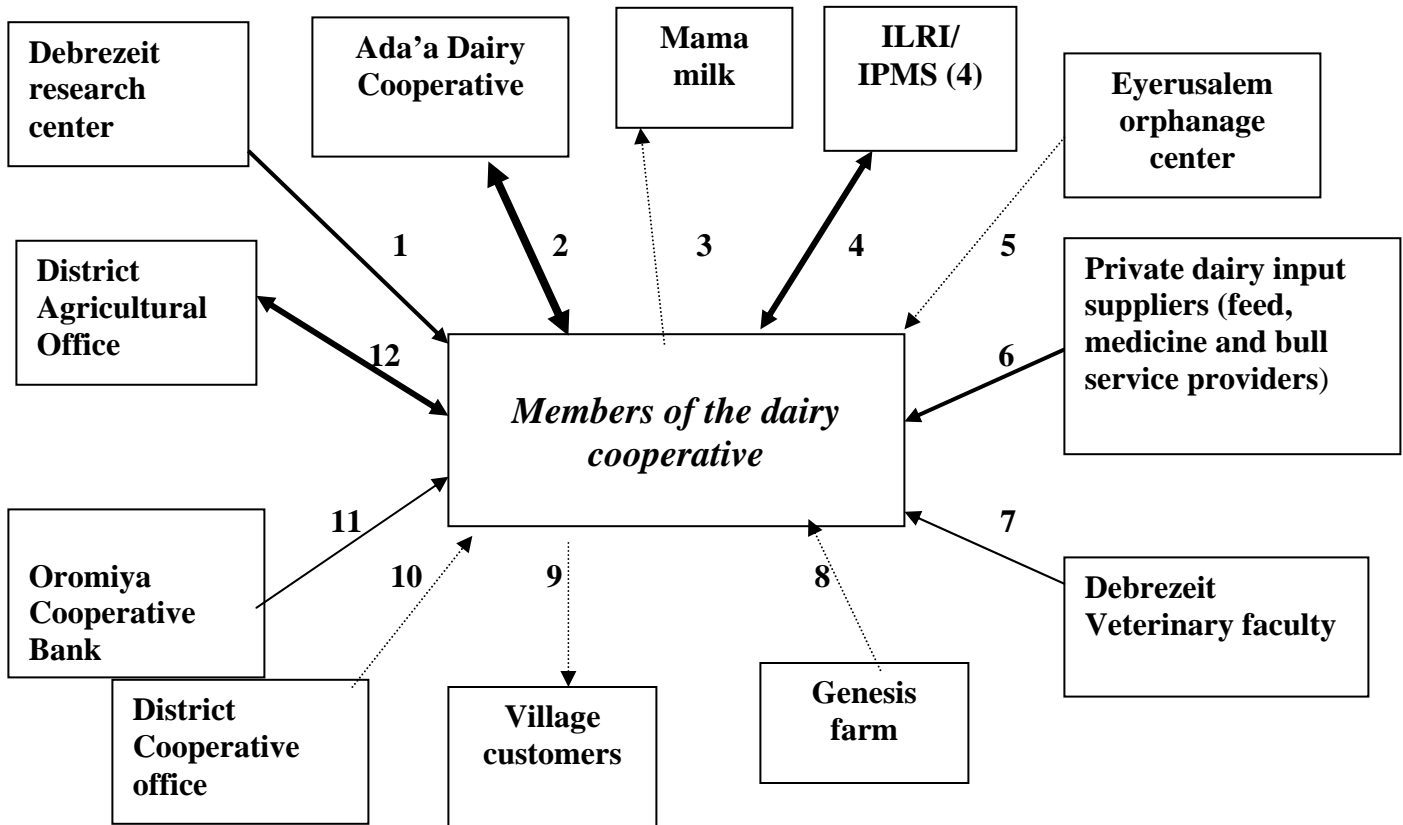 Debrezeit
research
center
Ada’a Dairy
Cooperative
Mama
milk
ILRI/
IPMS (4)
Eyerusalem
orphanage
center
1
2
3
4
5
District
Agricultural
Office
Private dairy input
suppliers (feed,
medicine and bull
service providers)
12
6
Members of the dairy
cooperative
11
10
9
8
7
Oromiya
Cooperative
Bank
Debrezeit
Veterinary faculty
District
Cooperative
office
Village
customers
Genesis
farm